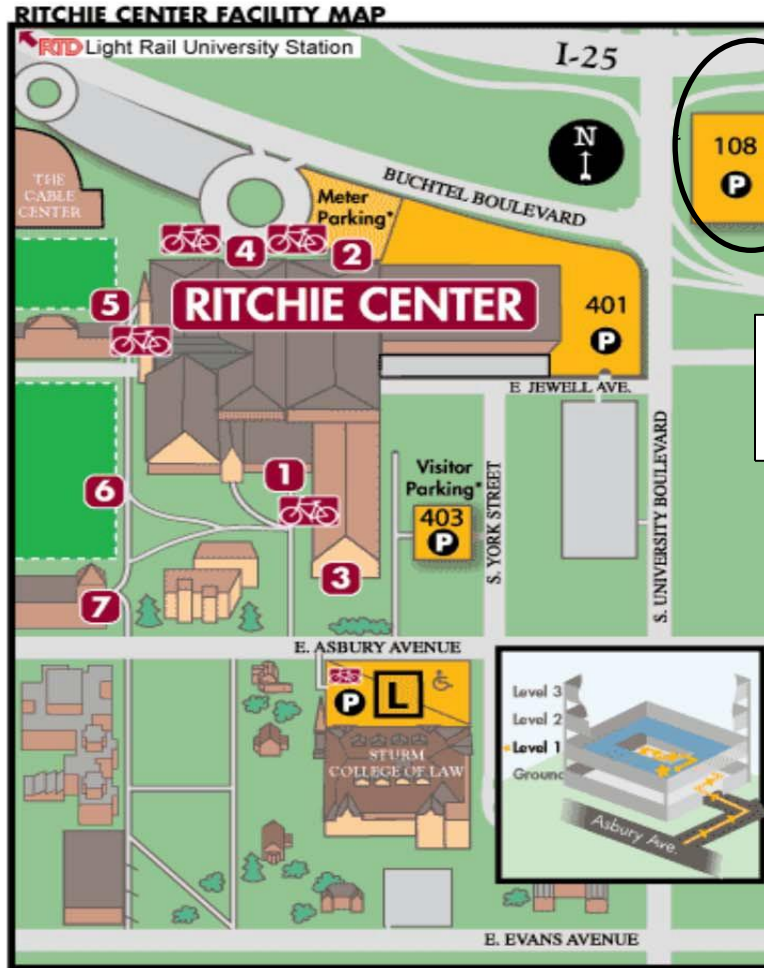 RITCHIE CENTER FACILITY MAP
RTD Light Rail University Station
I-25
N
108
P
THE
CABLE
CENTER
Meter
Parking*
BUCHTEL BOULEVARD
4
2
5
RITCHIE CENTER
401
P
E JEWELL AVE.
6
1
Visitor
Parking*
403
P
S. YORK STREET
S. UNIVERSITY BOULEVARD
3
7
E. ASBURY AVENUE
P
L
STURM
COLLEGE OF LAW
Level 3
Level 2
Level 1
Ground
Asbury Ave.
E. EVANS AVENUE